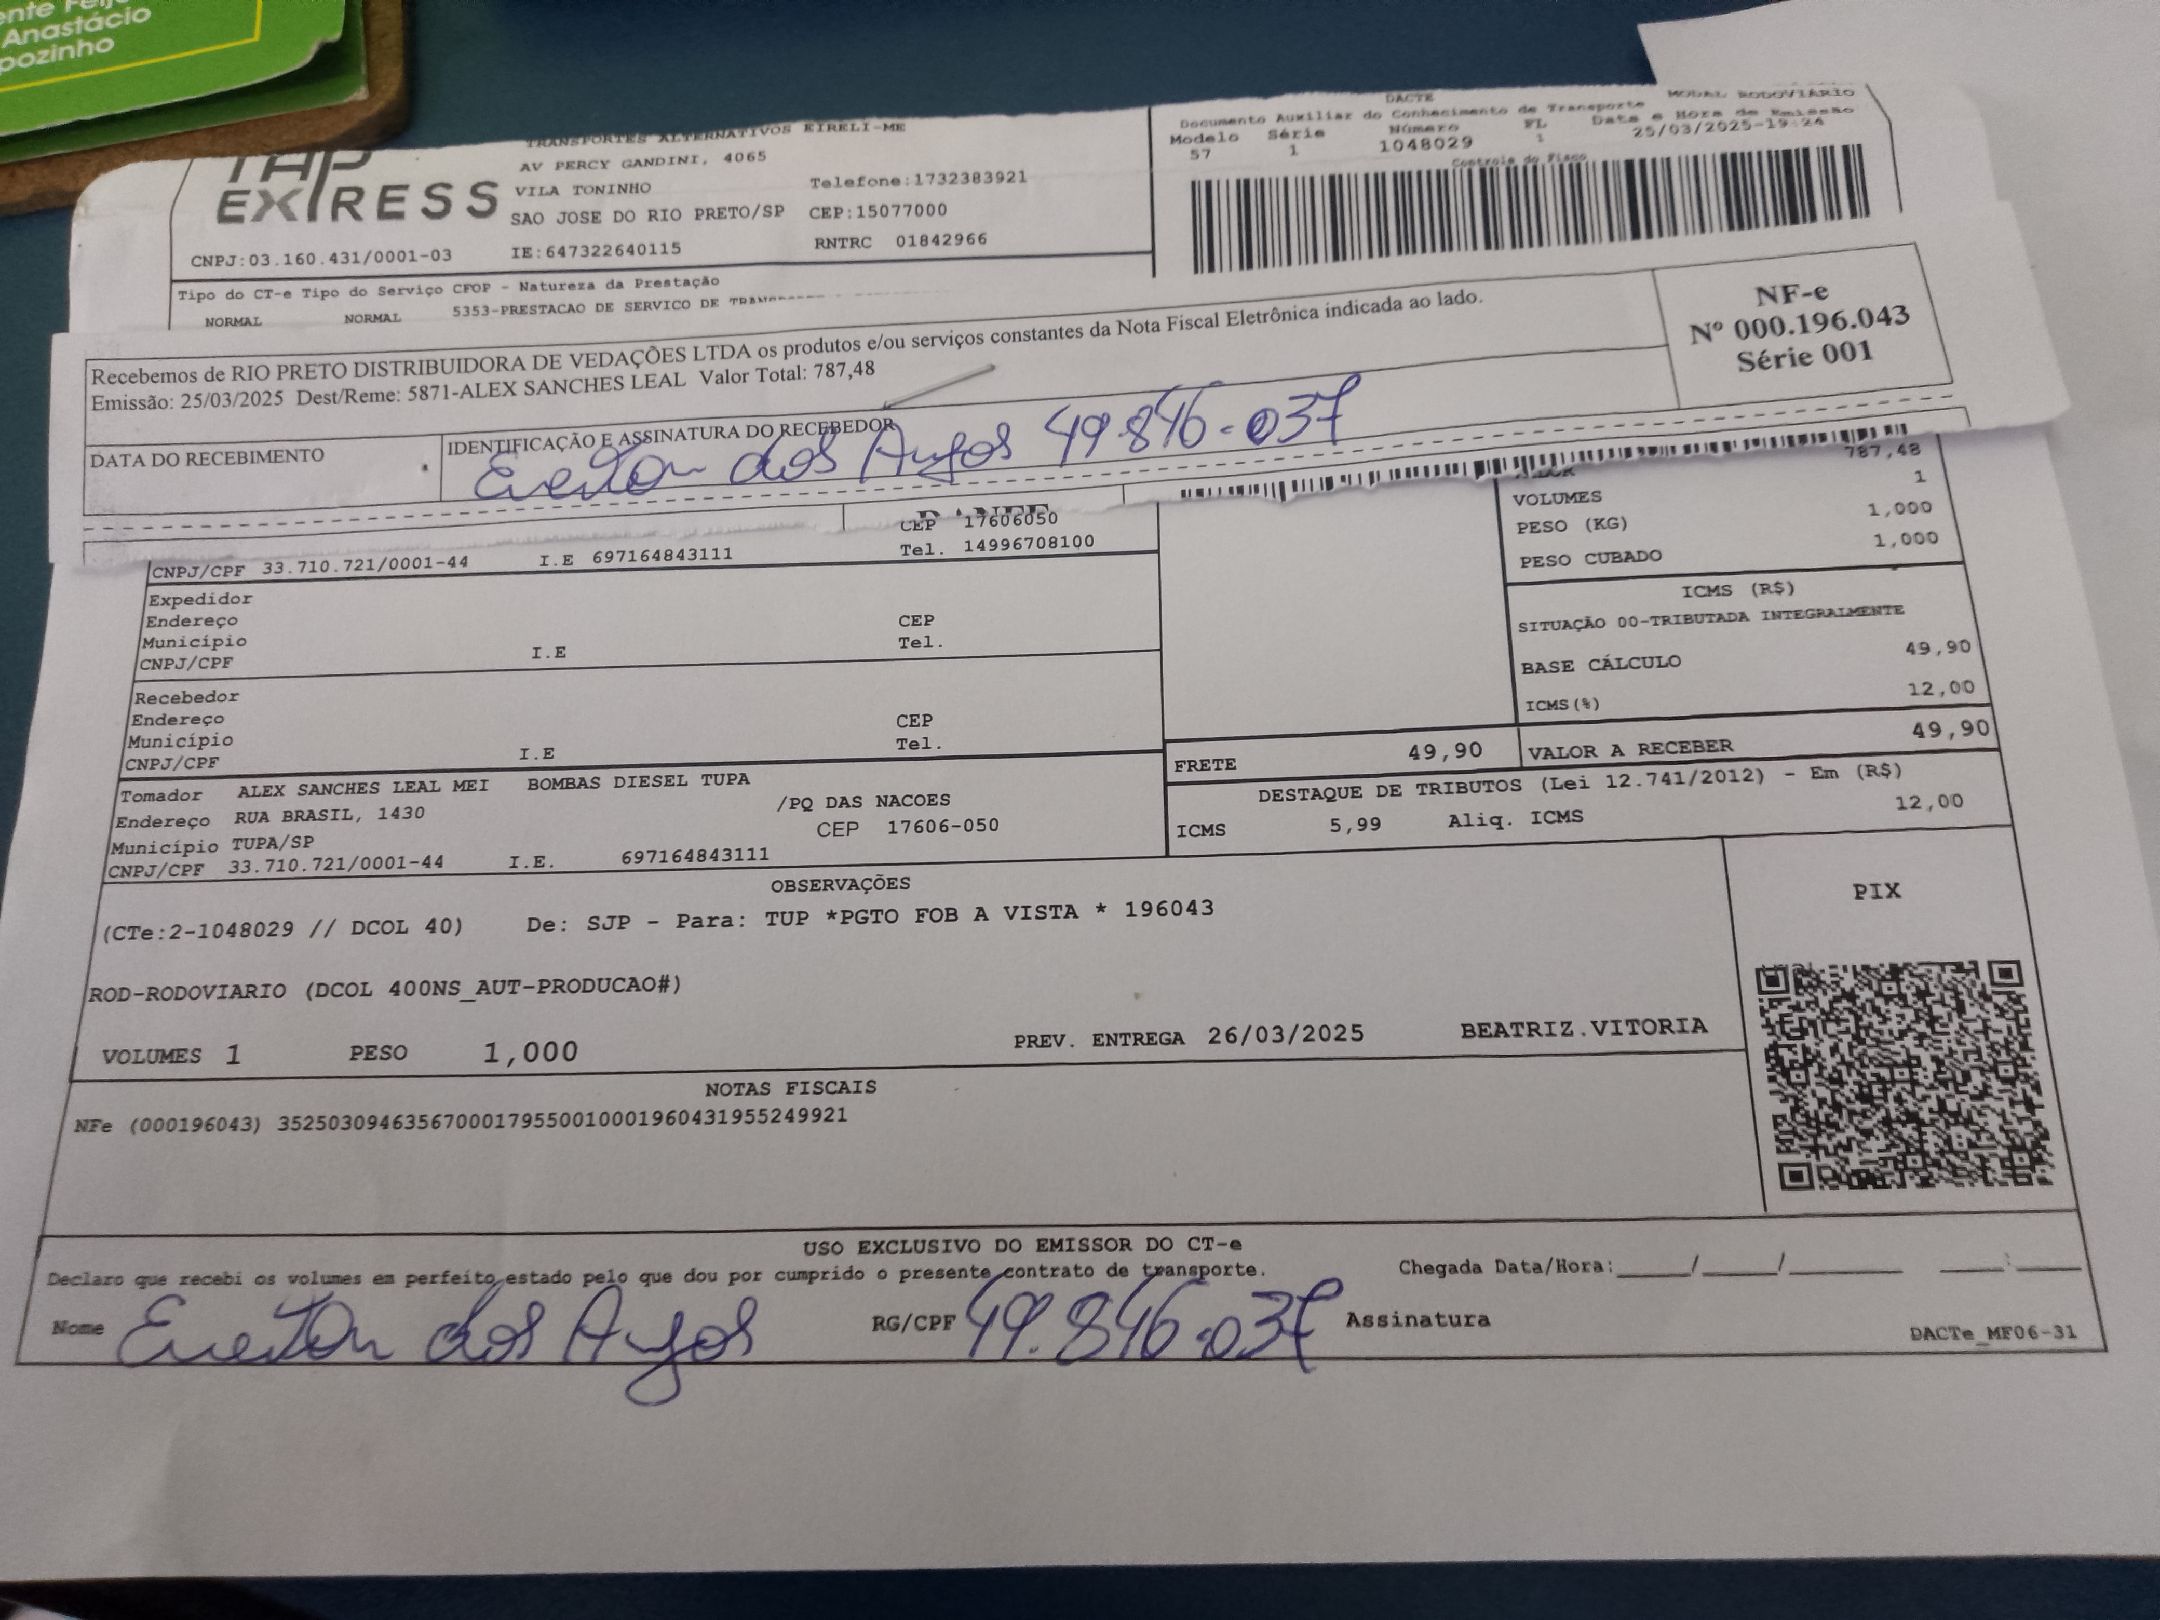 ente Feij
Anastácio
pozinho
TAP
EXPRESS
TRANSPORTES ALTERNATIVOS EIRELI-ME
AV PERCY GANDINI, 4065
VILA TONINHO Telefone:1732383921
SAO JOSE DO RIO PRETO/SP CEP:15077000
CNPJ:03.160.431/0001-03 IE:647322640115 RNTRC 01842966
DACTE MODAL RODOVIÁRIO
Documento Auxiliar do Conhecimento de Transporte
Modelo Série Número FL Data e Hora de Emissão
57 1 1048029 1 25/03/2025-19:24
Controle do Fisco
Tipo do CT-e Tipo do Serviço CFOP - Natureza da Prestação
NORMAL NORMAL 5353-PRESTACAO DE SERVICO DE
Recebemos de RIO PRETO DISTRIBUIDORA DE VEDAÇÕES LTDA os produtos e/ou serviços constantes da Nota Fiscal Eletrônica indicada ao lado.
Emissão: 25/03/2025 Dest/Reme: 5871-ALEX SANCHES LEAL Valor Total: 787,48
NF-e
Nº 000.196.043
Série 001
DATA DO RECEBIMENTO
IDENTIFICAÇÃO E ASSINATURA DO RECEBEDOR
Everton dos Anjos 49.846.037
787,48
VOLUMES 1
PESO (KG) 1,000
PESO CUBADO 1,000
CEP 17606050
CNPJ/CPF 33.710.721/0001-44 I.E 697164843111 Tel. 14996708100
Expedidor
Endereço CEP
Município Tel.
CNPJ/CPF I.E
Recebedor
Endereço CEP
Município Tel.
CNPJ/CPF I.E
ICMS (R$)
SITUAÇÃO 00-TRIBUTADA INTEGRALMENTE
BASE CÁLCULO 49,90
ICMS(%) 12,00
FRETE 49,90 VALOR A RECEBER 49,90
Tomador ALEX SANCHES LEAL MEI BOMBAS DIESEL TUPA
Endereço RUA BRASIL, 1430 /PQ DAS NACOES
Município TUPA/SP CEP 17606-050
CNPJ/CPF 33.710.721/0001-44 I.E. 697164843111
DESTAQUE DE TRIBUTOS (Lei 12.741/2012) - Em (R$)
ICMS 5,99 Aliq. ICMS 12,00
OBSERVAÇÕES
(CTe:2-1048029 // DCOL 40) De: SJP - Para: TUP *PGTO FOB A VISTA * 196043
ROD-RODOVIARIO (DCOL 400NS_AUT-PRODUCAO#)
VOLUMES 1 PESO 1,000 PREV. ENTREGA 26/03/2025 BEATRIZ.VITORIA
PIX
NOTAS FISCAIS
NFe (000196043) 35250309463567000179550010001960431955249921
USO EXCLUSIVO DO EMISSOR DO CT-e
Declaro que recebi os volumes em perfeito estado pelo que dou por cumprido o presente contrato de transporte. Chegada Data/Hora:____/____/______ ____:____
Nome Everton dos Anjos RG/CPF 49.846.037 Assinatura
DACTe_MF06-31